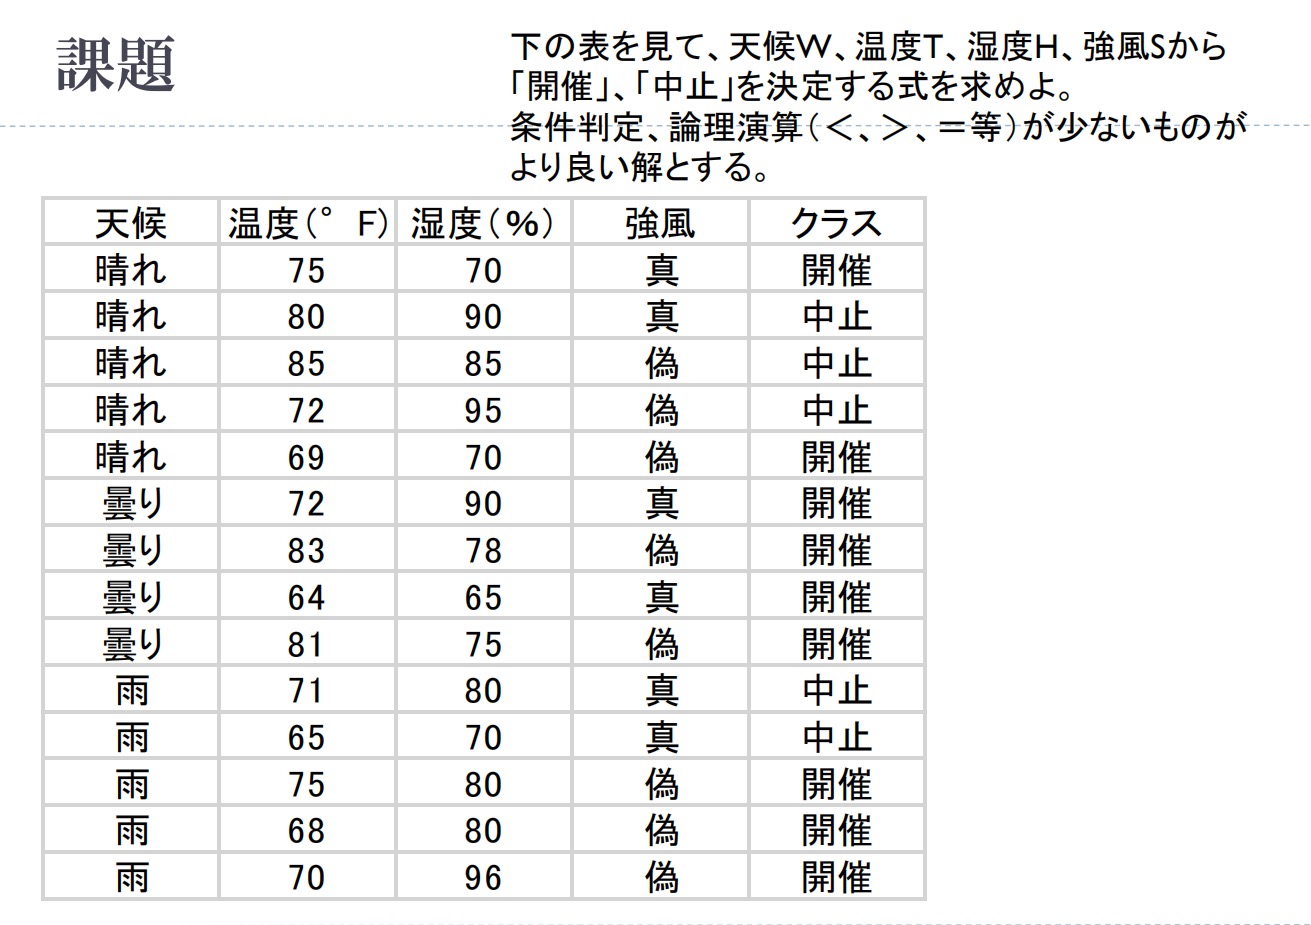 課題
下の表を見て、天候W、温度T、湿度H、強風Sから
「開催」、「中止」を決定する式を求めよ。
条件判定、論理演算(＜、＞、＝等)が少ないものが
より良い解とする。
天候 温度(°F) 湿度(%) 強風 クラス
晴れ 75 70 真 開催
晴れ 80 90 真 中止
晴れ 85 85 偽 中止
晴れ 72 95 偽 中止
晴れ 69 70 偽 開催
曇り 72 90 真 開催
曇り 83 78 偽 開催
曇り 64 65 真 開催
曇り 81 75 偽 開催
雨 71 80 真 中止
雨 65 70 真 中止
雨 75 80 偽 開催
雨 68 80 偽 開催
雨 70 96 偽 開催